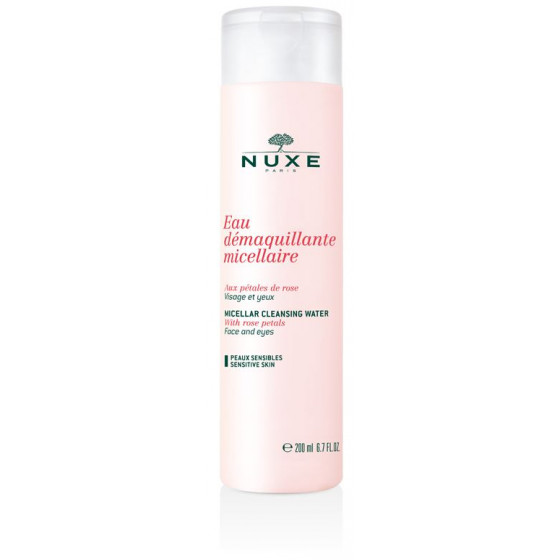 NUXE
PARIS
Eau
démaquillante
micellaire
Aux pétales de rose
Visage et yeux
MICELLAR CLEANSING WATER
With rose petals
Face and eyes
PEAUX SENSIBLES
SENSITIVE SKIN
℮ 200 ml 6.7 FL.OZ.